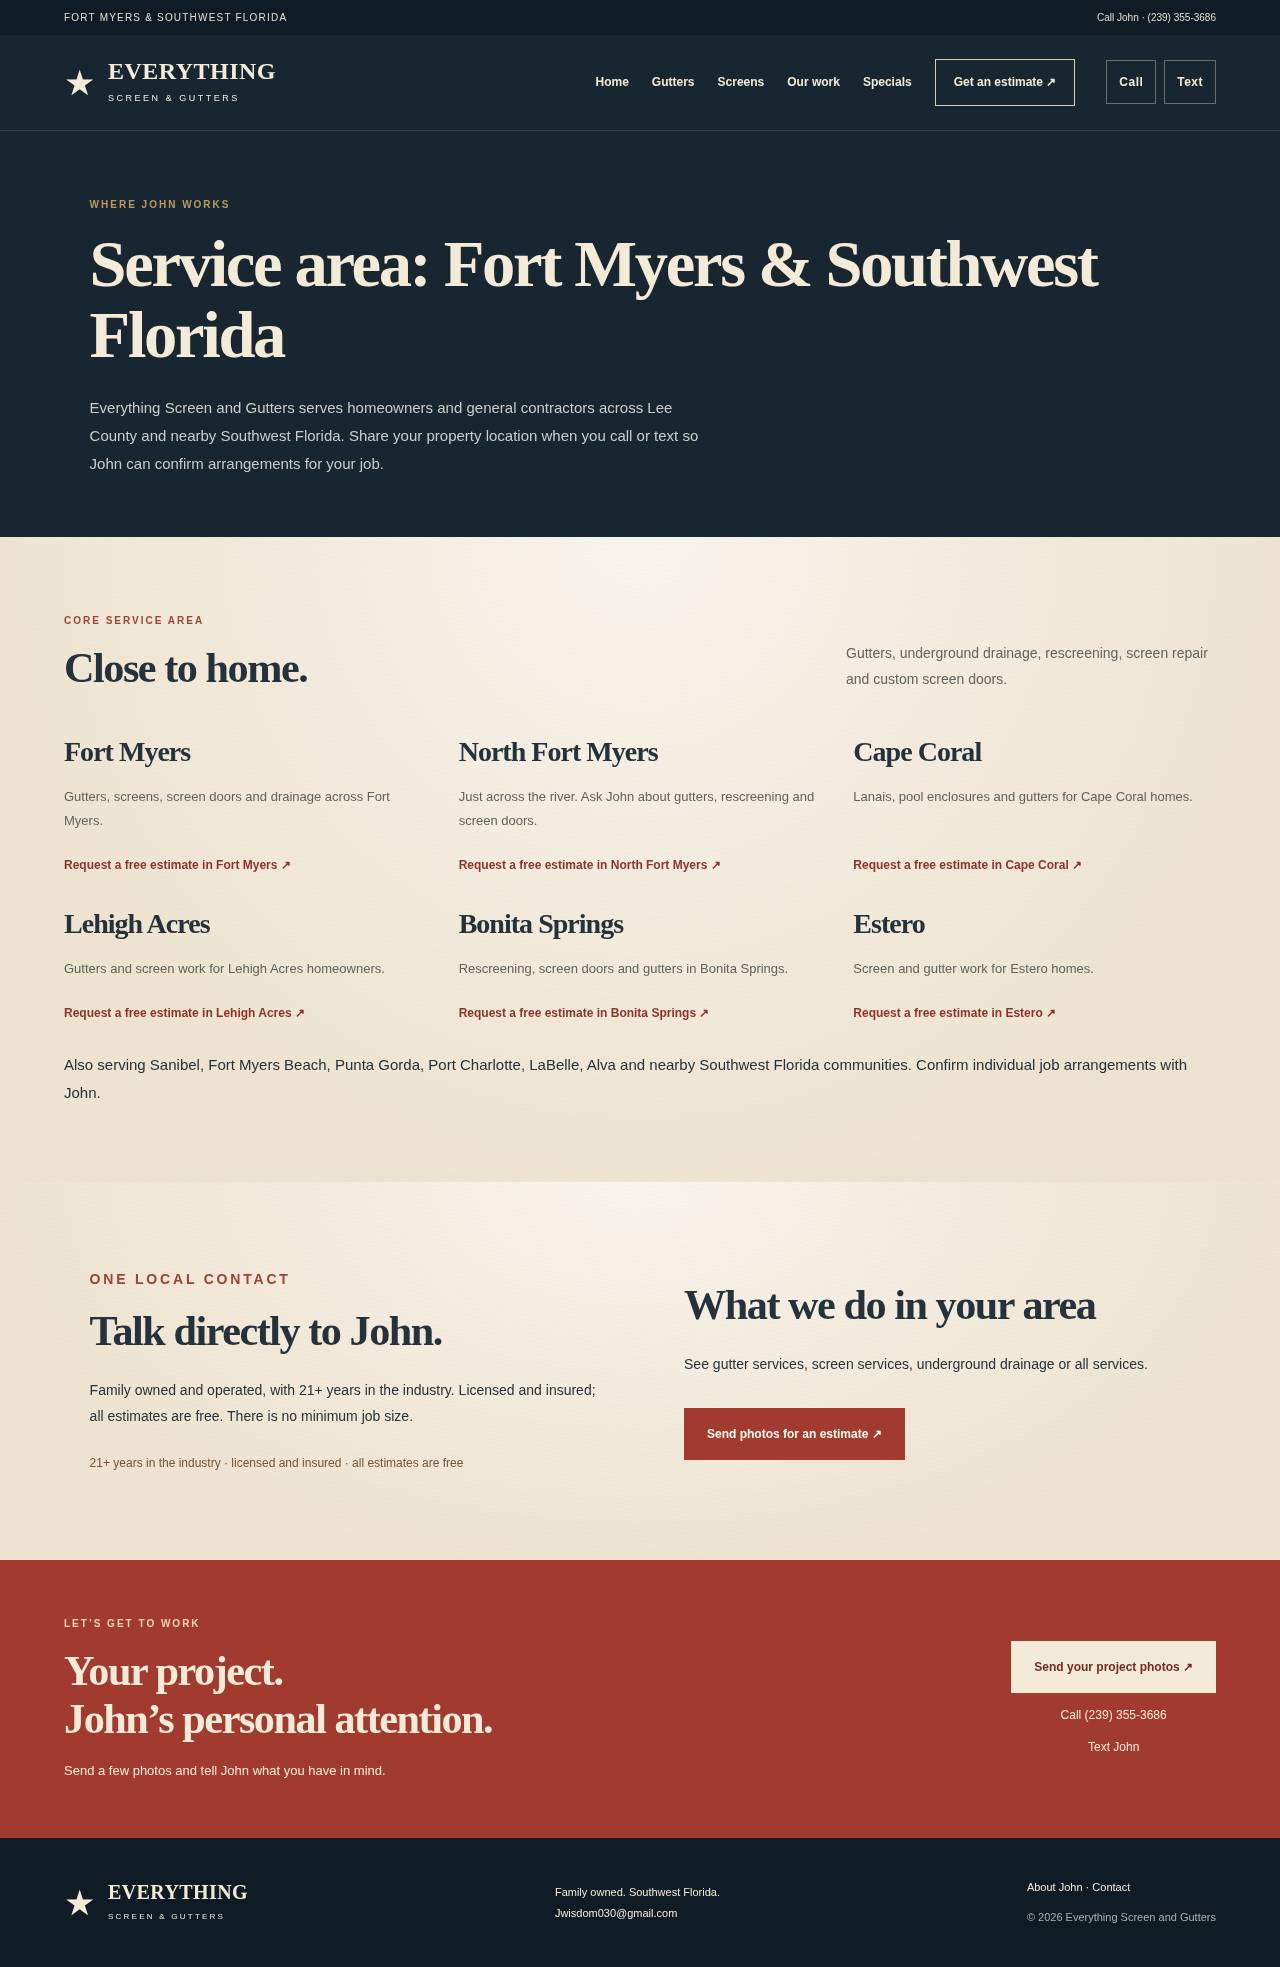 FORT MYERS & SOUTHWEST FLORIDA
Call John · (239) 355-3686
★ EVERYTHING
SCREEN & GUTTERS
Home Gutters Screens Our work Specials Get an estimate ↗ Call Text
WHERE JOHN WORKS
Service area: Fort Myers & Southwest
Florida
Everything Screen and Gutters serves homeowners and general contractors across Lee
County and nearby Southwest Florida. Share your property location when you call or text so
John can confirm arrangements for your job.
CORE SERVICE AREA
Close to home.
Gutters, underground drainage, rescreening, screen repair
and custom screen doors.
Fort Myers
Gutters, screens, screen doors and drainage across Fort
Myers.
Request a free estimate in Fort Myers ↗
North Fort Myers
Just across the river. Ask John about gutters, rescreening and
screen doors.
Request a free estimate in North Fort Myers ↗
Cape Coral
Lanais, pool enclosures and gutters for Cape Coral homes.
Request a free estimate in Cape Coral ↗
Lehigh Acres
Gutters and screen work for Lehigh Acres homeowners.
Request a free estimate in Lehigh Acres ↗
Bonita Springs
Rescreening, screen doors and gutters in Bonita Springs.
Request a free estimate in Bonita Springs ↗
Estero
Screen and gutter work for Estero homes.
Request a free estimate in Estero ↗
Also serving Sanibel, Fort Myers Beach, Punta Gorda, Port Charlotte, LaBelle, Alva and nearby Southwest Florida communities. Confirm individual job arrangements with
John.
ONE LOCAL CONTACT
Talk directly to John.
Family owned and operated, with 21+ years in the industry. Licensed and insured;
all estimates are free. There is no minimum job size.
21+ years in the industry · licensed and insured · all estimates are free
What we do in your area
See gutter services, screen services, underground drainage or all services.
Send photos for an estimate ↗
LET'S GET TO WORK
Your project.
John’s personal attention.
Send a few photos and tell John what you have in mind.
Send your project photos ↗
Call (239) 355-3686
Text John
★ EVERYTHING
SCREEN & GUTTERS
Family owned. Southwest Florida.
Jwisdom030@gmail.com
About John · Contact
© 2026 Everything Screen and Gutters